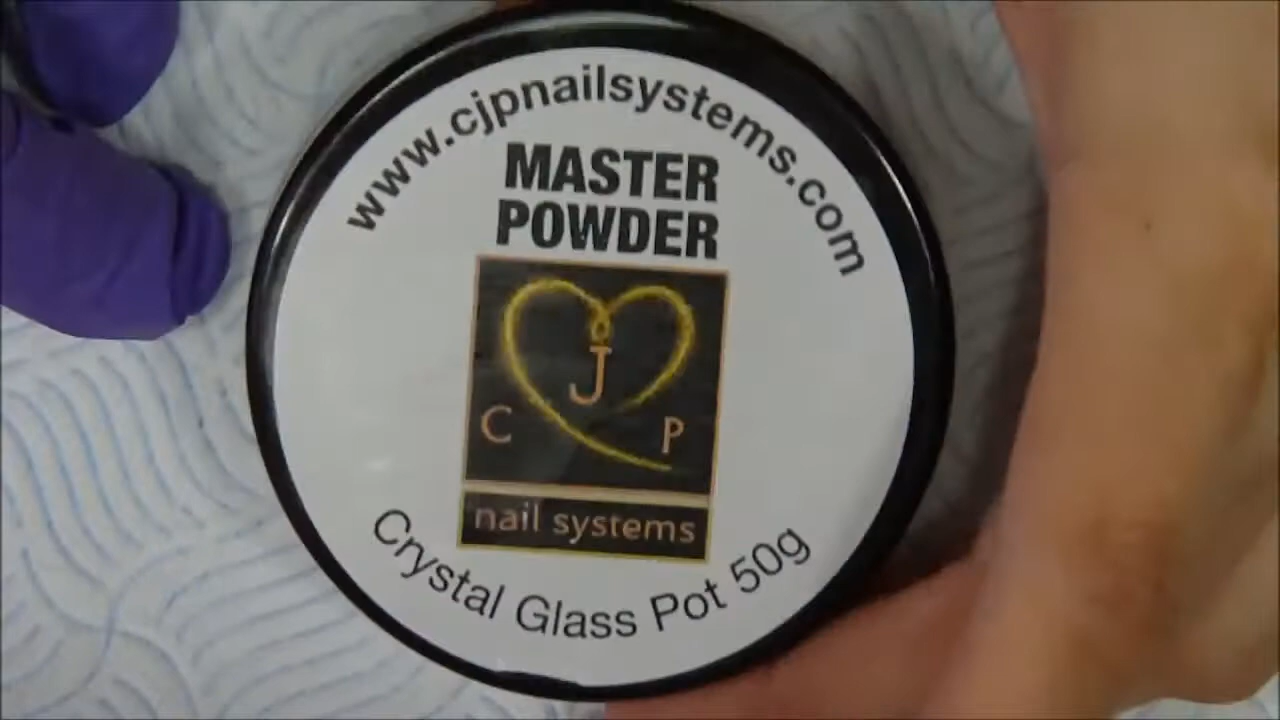 www.cjpnailsystems.com
MASTER
POWDER
C J P
nail systems
Crystal Glass Pot 50g